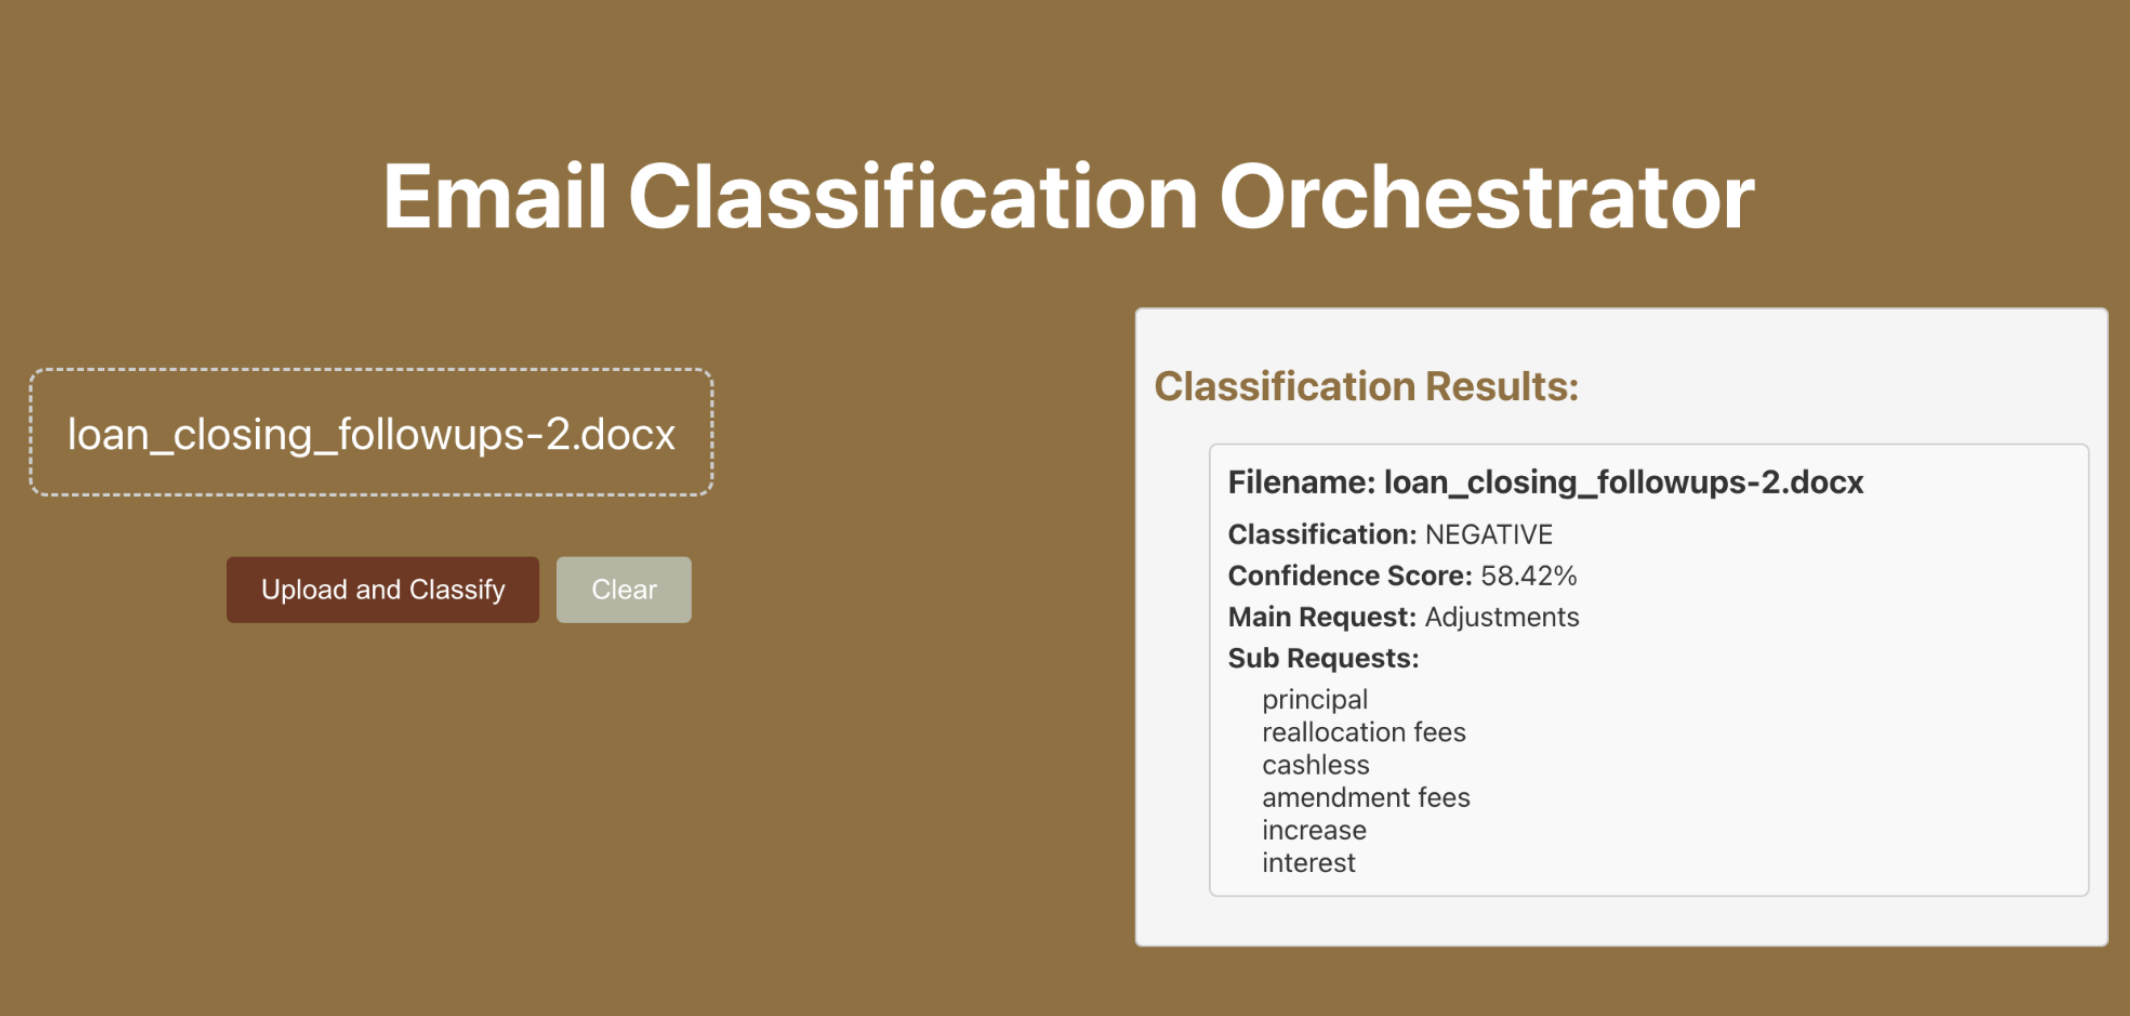 Email Classification Orchestrator
loan_closing_followups-2.docx
Upload and Classify
Clear
Classification Results:
Filename: loan_closing_followups-2.docx
Classification: NEGATIVE
Confidence Score: 58.42%
Main Request: Adjustments
Sub Requests:
principal
reallocation fees
cashless
amendment fees
increase
interest